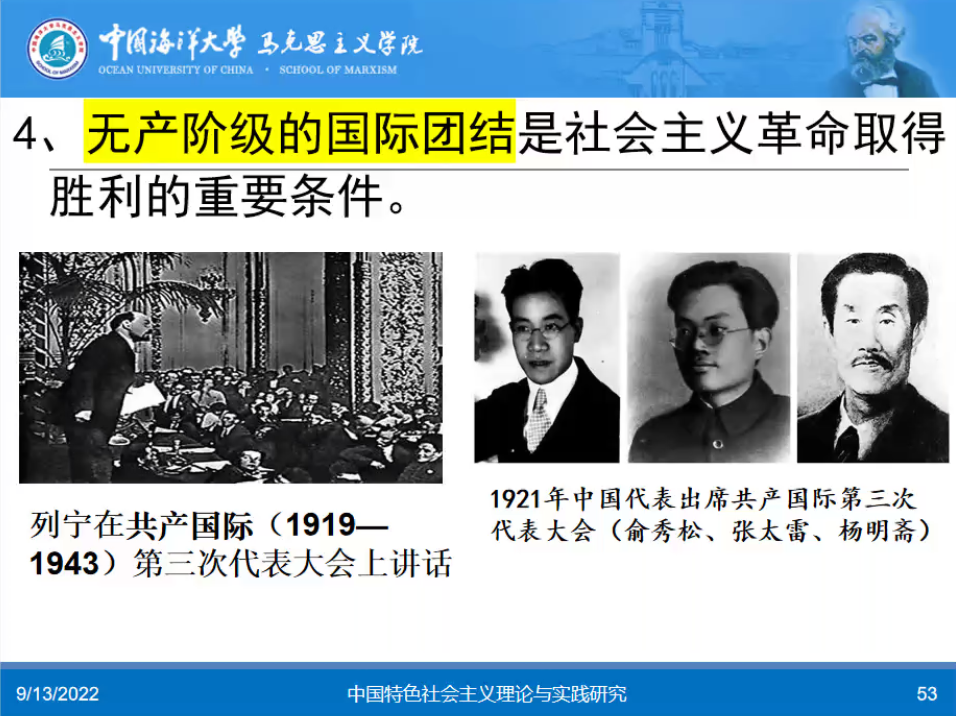 中国海洋大学 马克思主义学院
OCEAN UNIVERSITY OF CHINA · SCHOOL OF MARXISM
4、无产阶级的国际团结是社会主义革命取得
胜利的重要条件。
列宁在共产国际（1919—
1943）第三次代表大会上讲话
1921年中国代表出席共产国际第三次
代表大会（俞秀松、张太雷、杨明斋）
9/13/2022
中国特色社会主义理论与实践研究
53